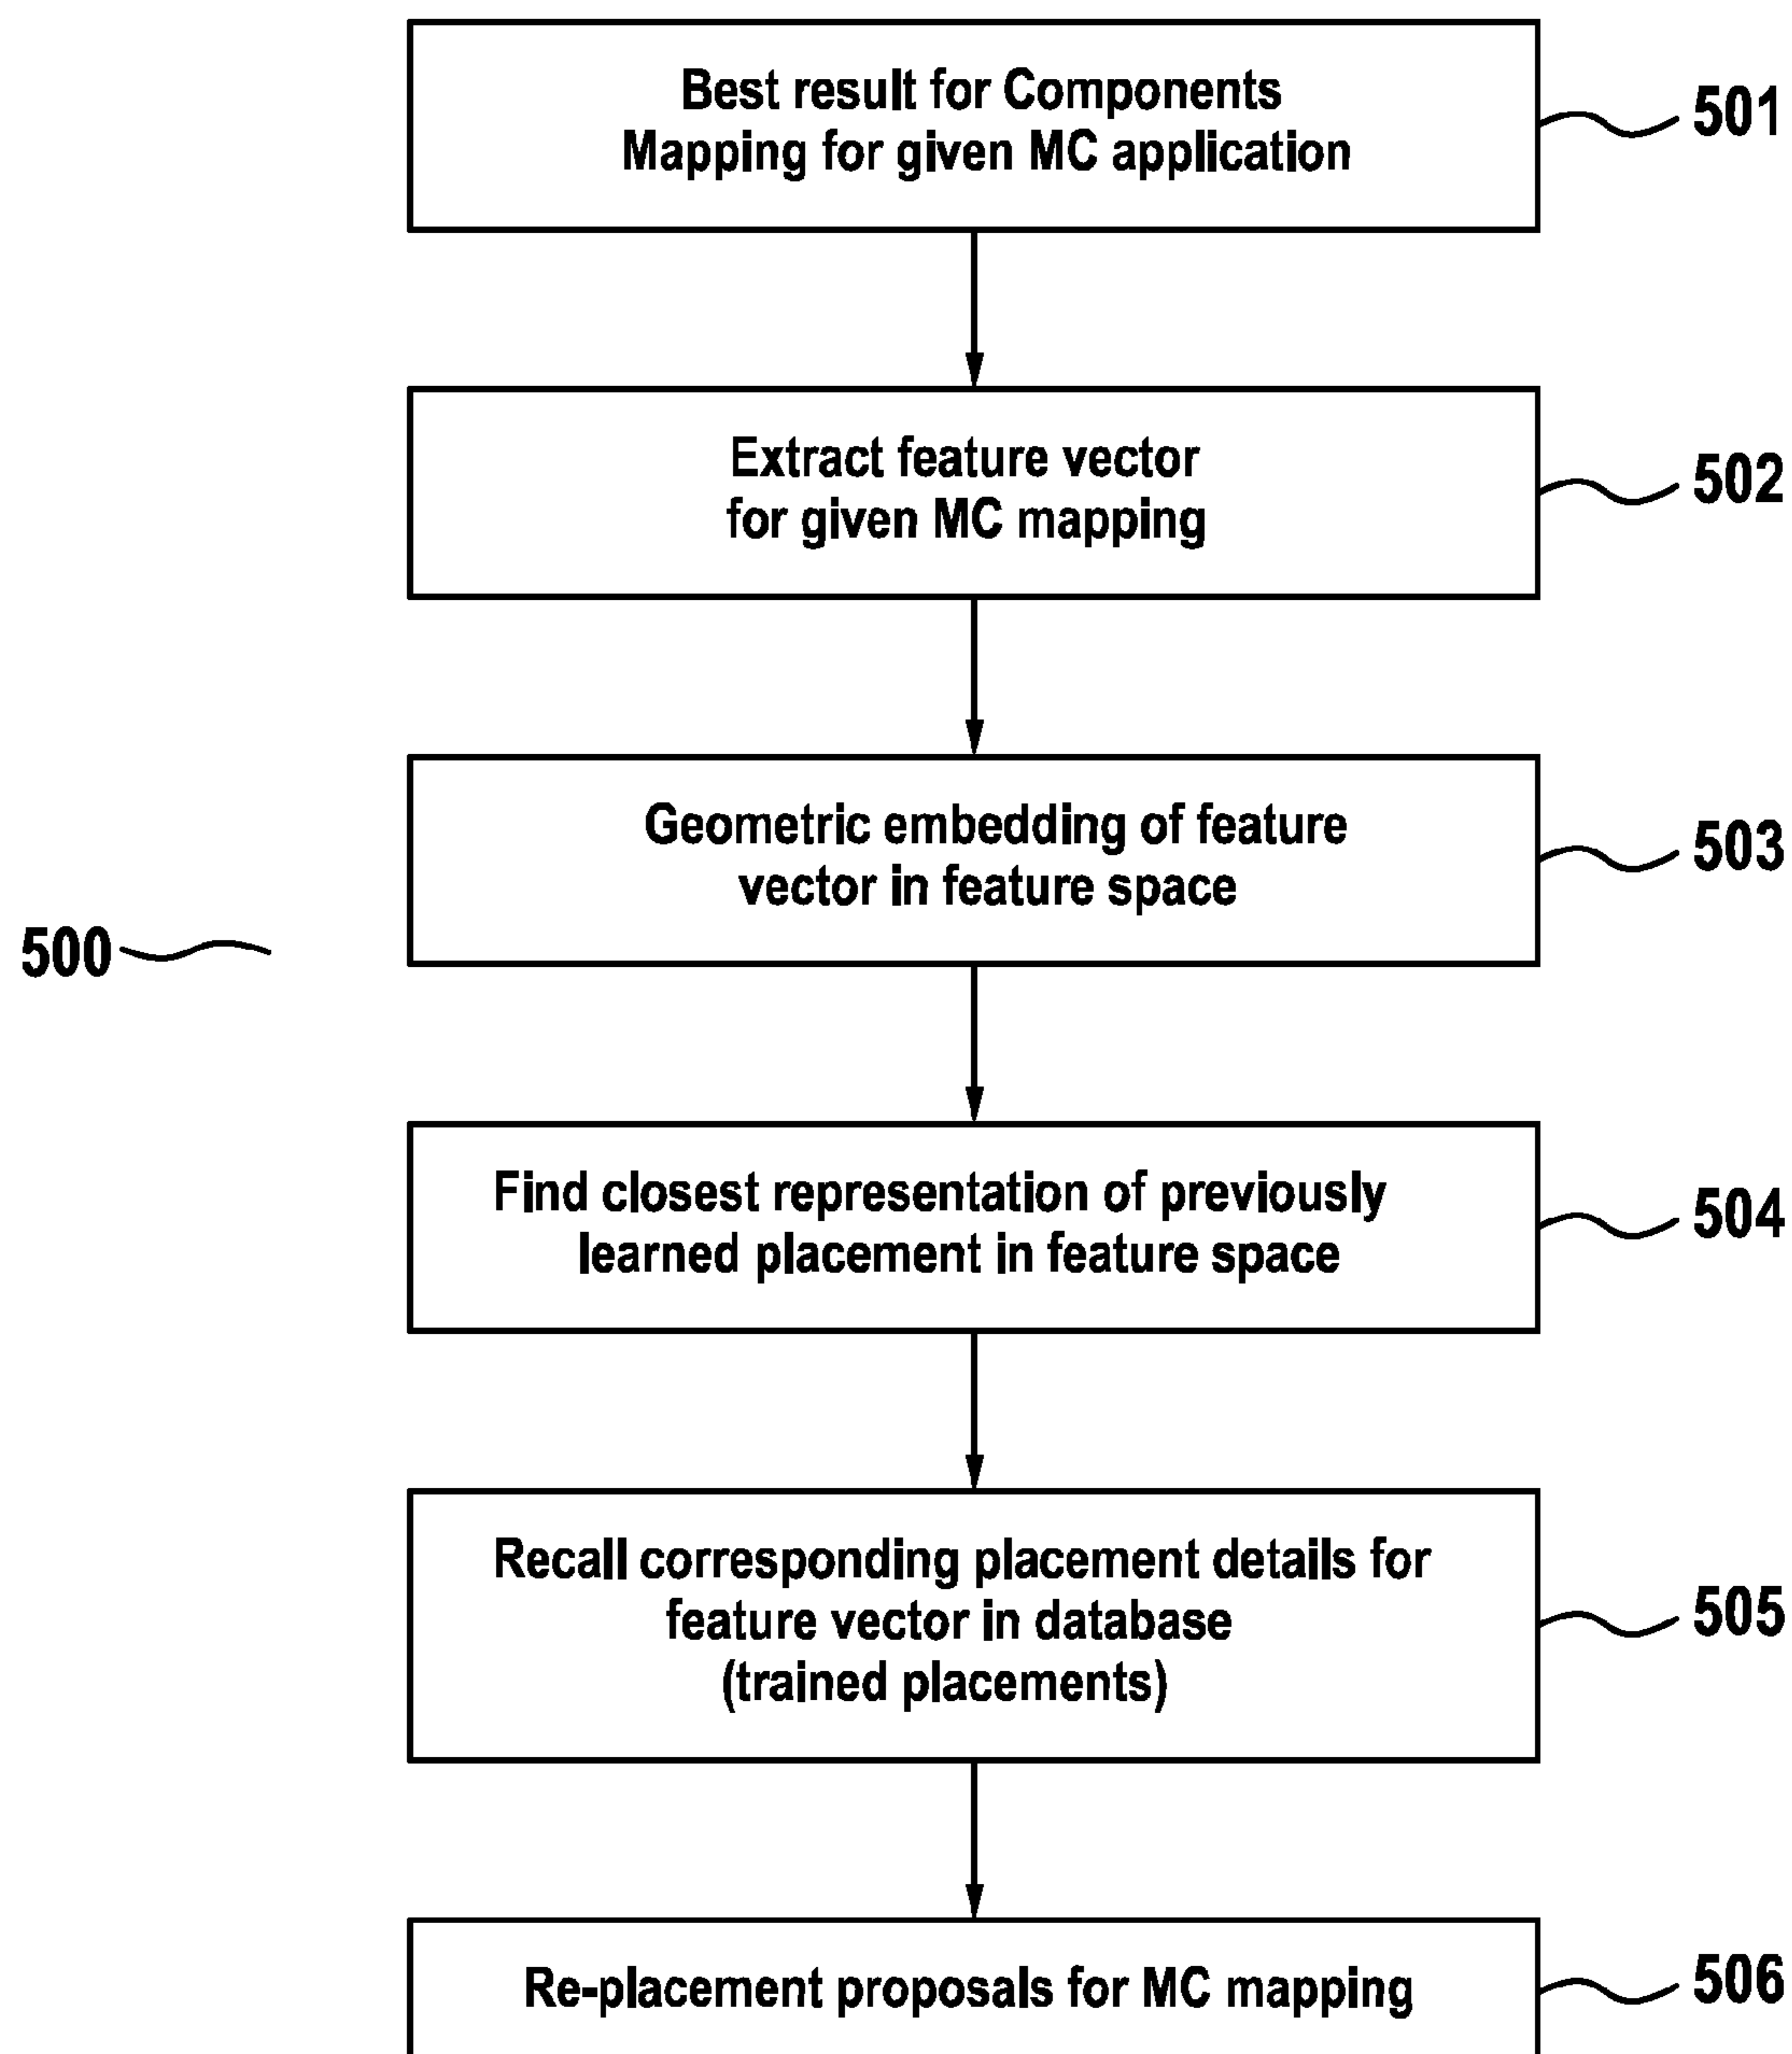 Best result for Components
Mapping for given MC application
501
Extract feature vector
for given MC mapping
502
Geometric embedding of feature
vector in feature space
503
500
Find closest representation of previously
learned placement in feature space
504
Recall corresponding placement details for
feature vector in database
(trained placements)
505
Re-placement proposals for MC mapping
506